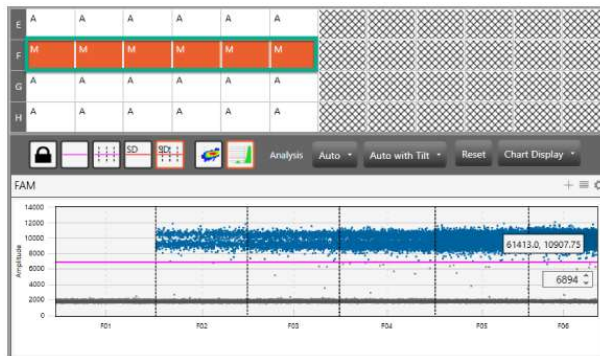 E A A A A A A
F M M M M M M
G A A A A A A
H A A A A A A
SD
Analysis Auto Auto with Tilt Reset Chart Display
FAM
14000
12000
10000
61413.0, 10907.75
8000
6894
6000
4000
2000
0
Amplitude
F01 F02 F03 F04 F05 F06